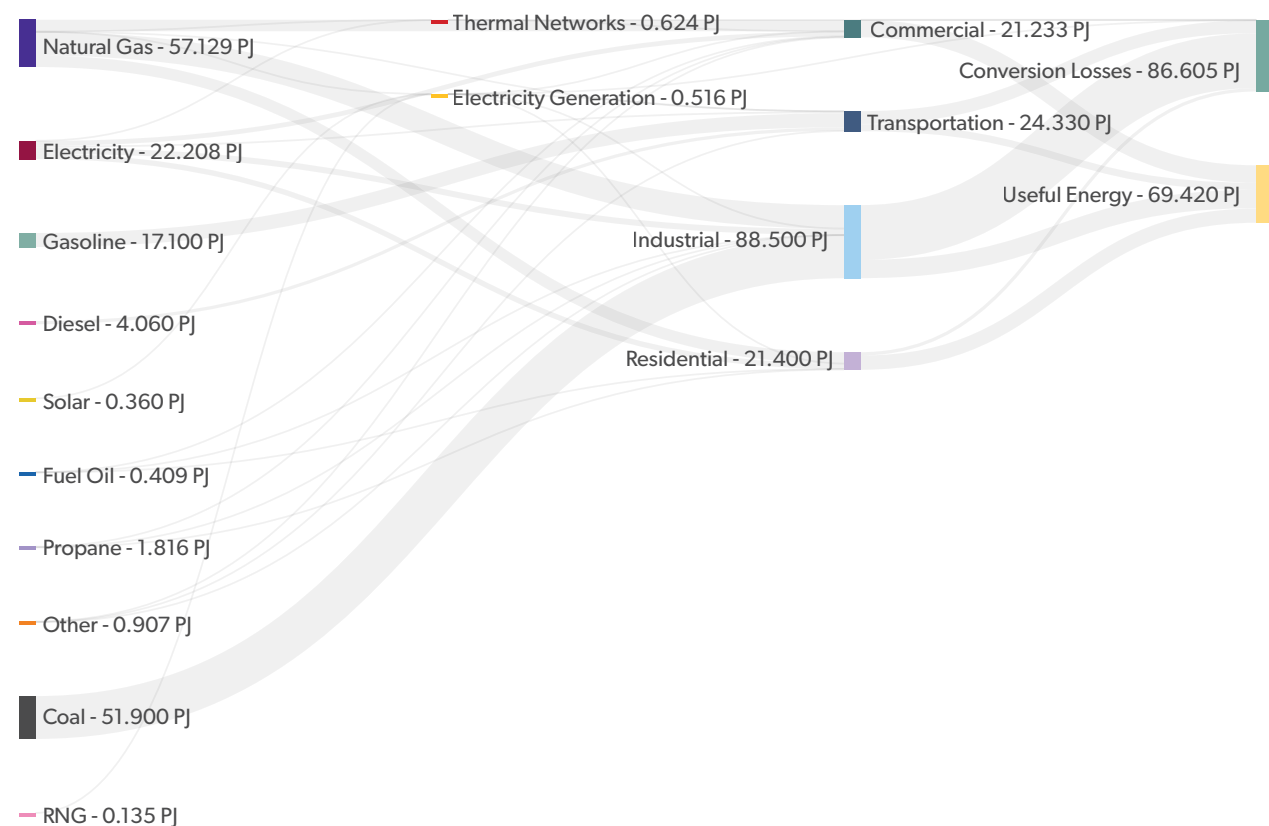 Natural Gas - 57.129 PJ
Electricity - 22.208 PJ
Gasoline - 17.100 PJ
Diesel - 4.060 PJ
Solar - 0.360 PJ
Fuel Oil - 0.409 PJ
Propane - 1.816 PJ
Other - 0.907 PJ
Coal - 51.900 PJ
RNG - 0.135 PJ
Thermal Networks - 0.624 PJ
Electricity Generation - 0.516 PJ
Commercial - 21.233 PJ
Transportation - 24.330 PJ
Industrial - 88.500 PJ
Residential - 21.400 PJ
Conversion Losses - 86.605 PJ
Useful Energy - 69.420 PJ